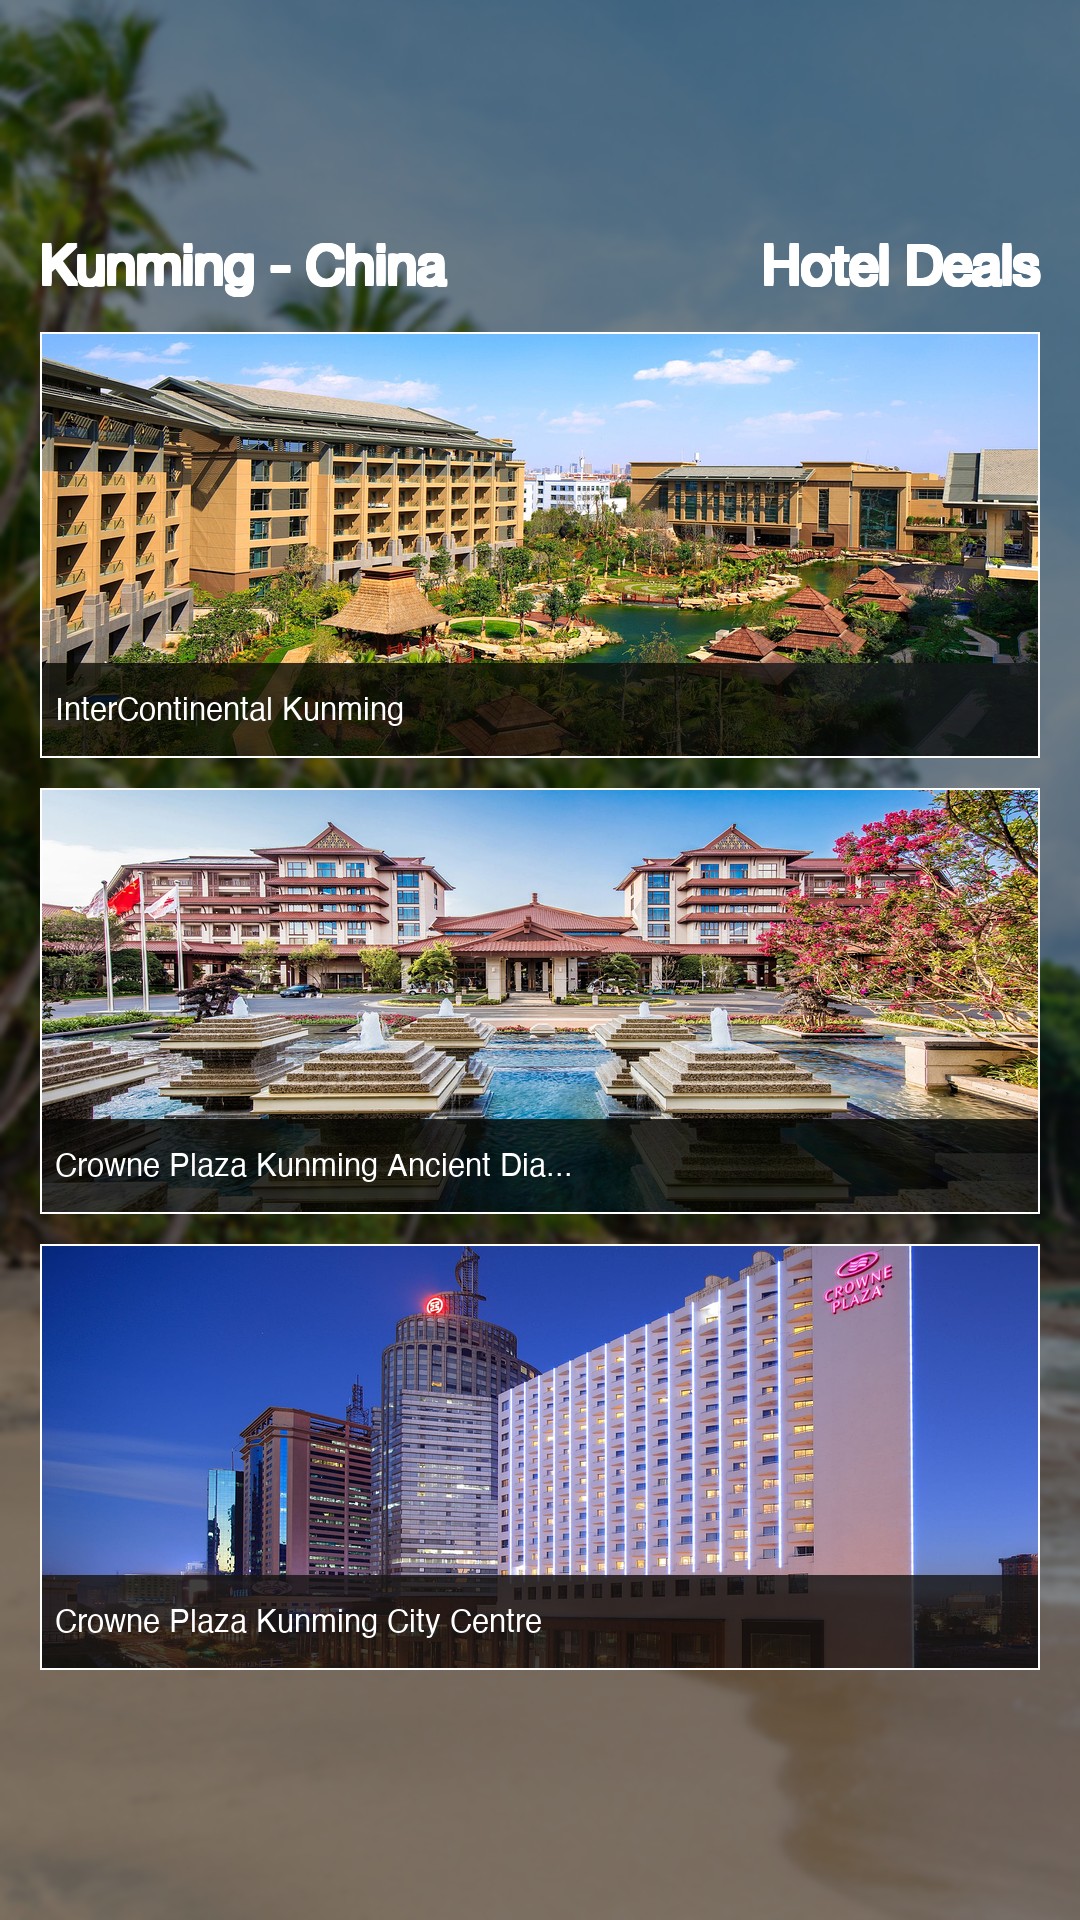 Kunming - China
Hotel Deals
InterContinental Kunming
Crowne Plaza Kunming Ancient Dia...
CROWNE
PLAZA
Crowne Plaza Kunming City Centre